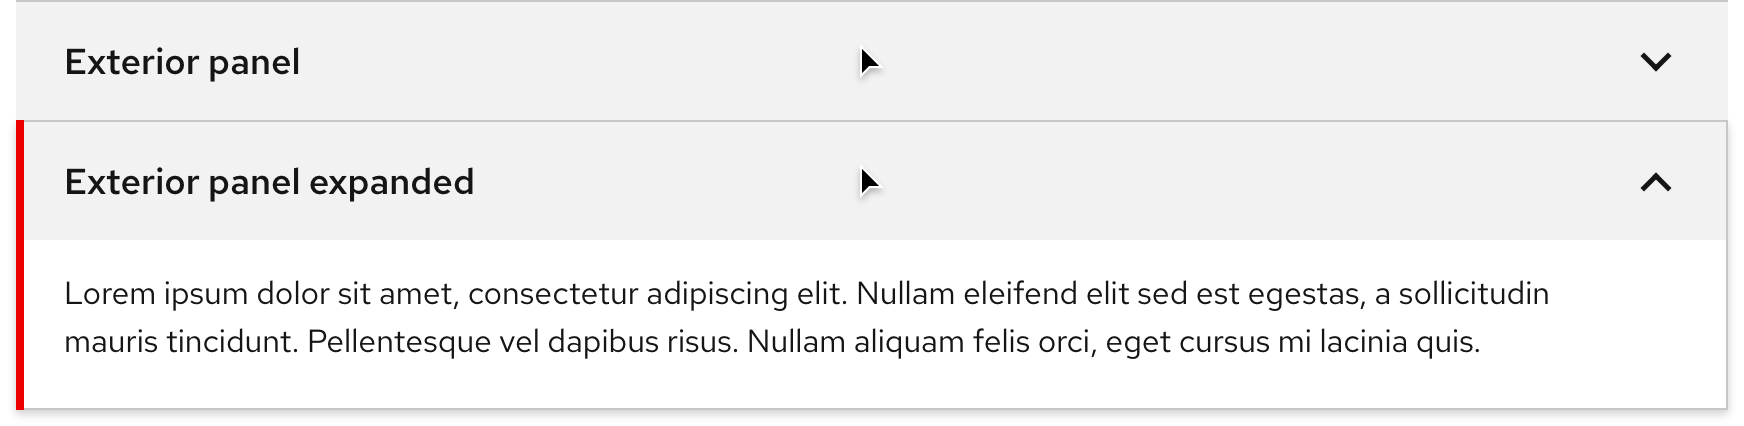 Exterior panel
Exterior panel expanded
Lorem ipsum dolor sit amet, consectetur adipiscing elit. Nullam eleifend elit sed est egestas, a sollicitudin
mauris tincidunt. Pellentesque vel dapibus risus. Nullam aliquam felis orci, eget cursus mi lacinia quis.